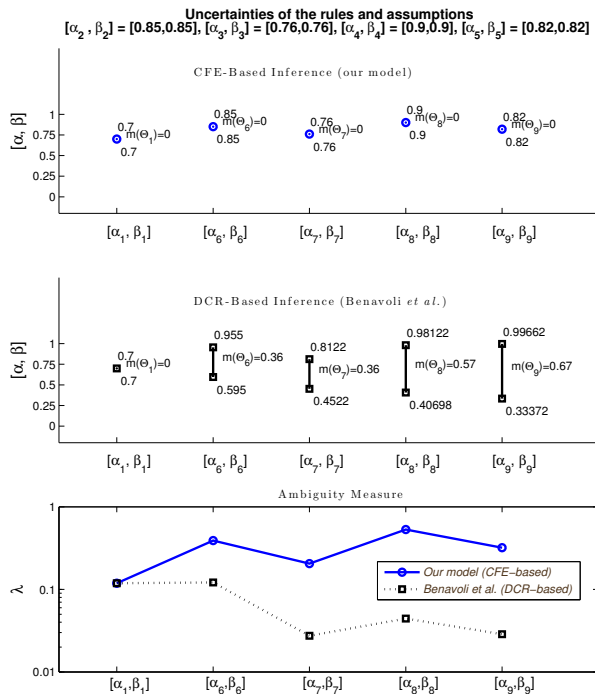 Uncertainties of the rules and assumptions
[α2 , β2] = [0.85,0.85], [α3, β3] = [0.76,0.76], [α4, β4] = [0.9,0.9], [α5, β5] = [0.82,0.82]
CFE-Based Inference (our model)
[α, β]
1
0.75
0.5
0.25
0
0.7
m(Θ1)=0
0.7
0.85
m(Θ6)=0
0.85
0.76
m(Θ7)=0
0.76
0.9
m(Θ8)=0
0.9
0.82
m(Θ9)=0
0.82
[α1, β1] [α6, β6] [α7, β7] [α8, β8] [α9, β9]
DCR-Based Inference (Benavoli et al.)
[α, β]
1
0.75
0.5
0.25
0
0.7
m(Θ1)=0
0.7
0.955
m(Θ6)=0.36
0.595
0.8122
m(Θ7)=0.36
0.4522
0.98122
m(Θ8)=0.57
0.40698
0.99662
m(Θ9)=0.67
0.33372
[α1, β1] [α6, β6] [α7, β7] [α8, β8] [α9, β9]
Ambiguity Measure
λ
1
0.1
0.01
Our model (CFE−based)
Benavoli et al. (DCR−based)
[α1,β1] [α6,β6] [α7,β7] [α8,β8] [α9,β9]